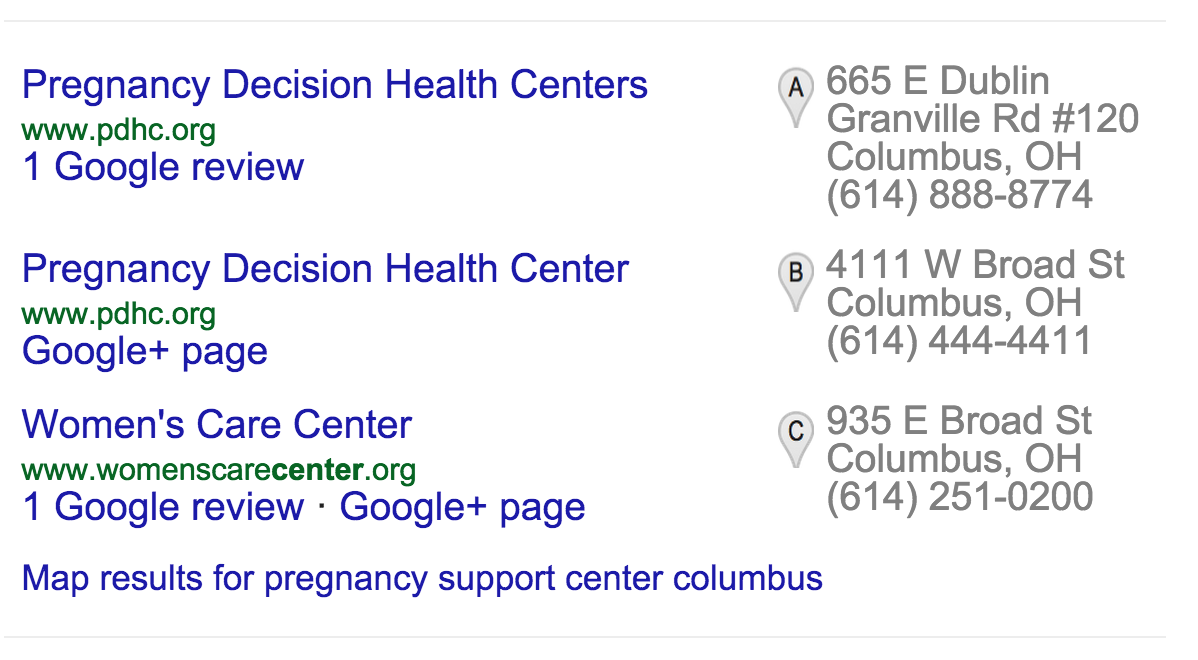 Pregnancy Decision Health Centers
www.pdhc.org
1 Google review
A
665 E Dublin
Granville Rd #120
Columbus, OH
(614) 888-8774
Pregnancy Decision Health Center
www.pdhc.org
Google+ page
B
4111 W Broad St
Columbus, OH
(614) 444-4411
Women's Care Center
www.womenscarecenter.org
1 Google review · Google+ page
C
935 E Broad St
Columbus, OH
(614) 251-0200
Map results for pregnancy support center columbus